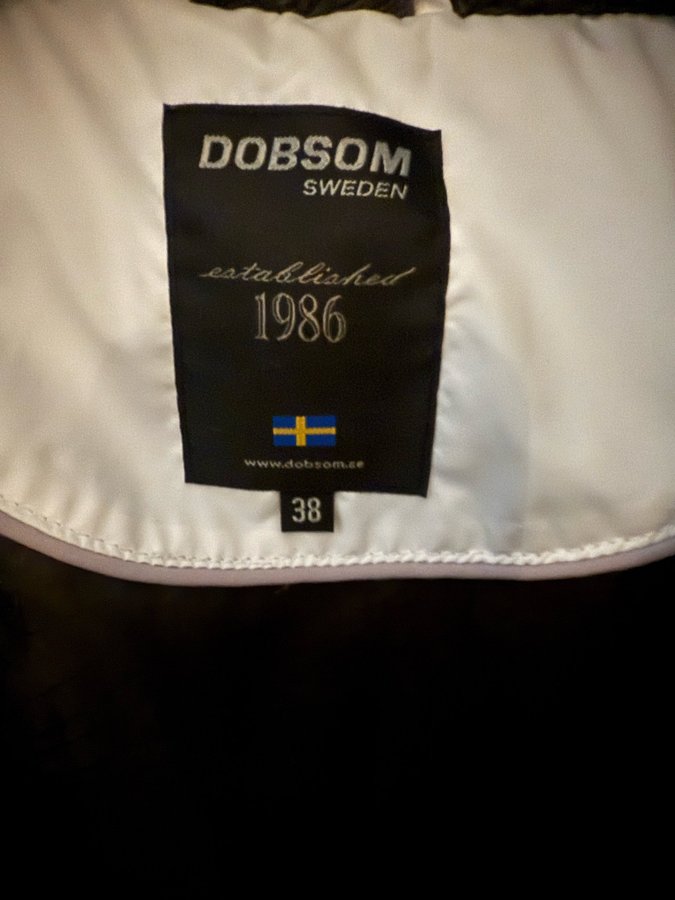 DOBSOM
SWEDEN
established
1986
www.dobsom.se
38